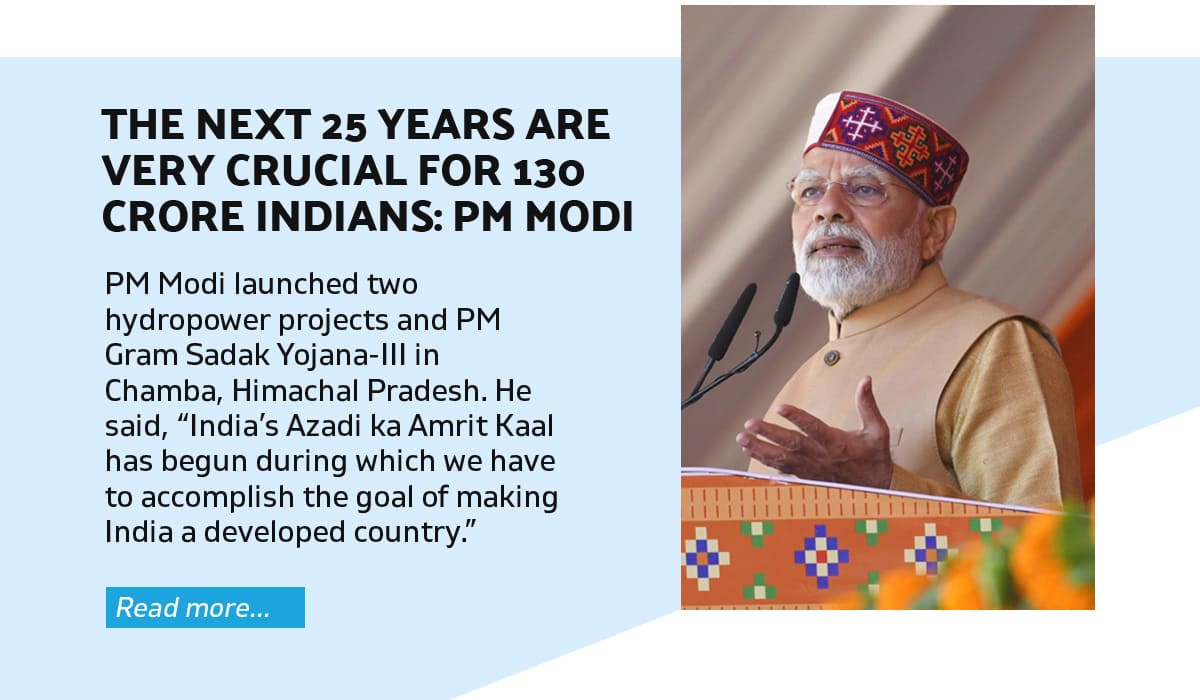 THE NEXT 25 YEARS ARE
VERY CRUCIAL FOR 130
CRORE INDIANS: PM MODI
PM Modi launched two
hydropower projects and PM
Gram Sadak Yojana-III in
Chamba, Himachal Pradesh. He
said, “India’s Azadi ka Amrit Kaal
has begun during which we have
to accomplish the goal of making
India a developed country.”
Read more...